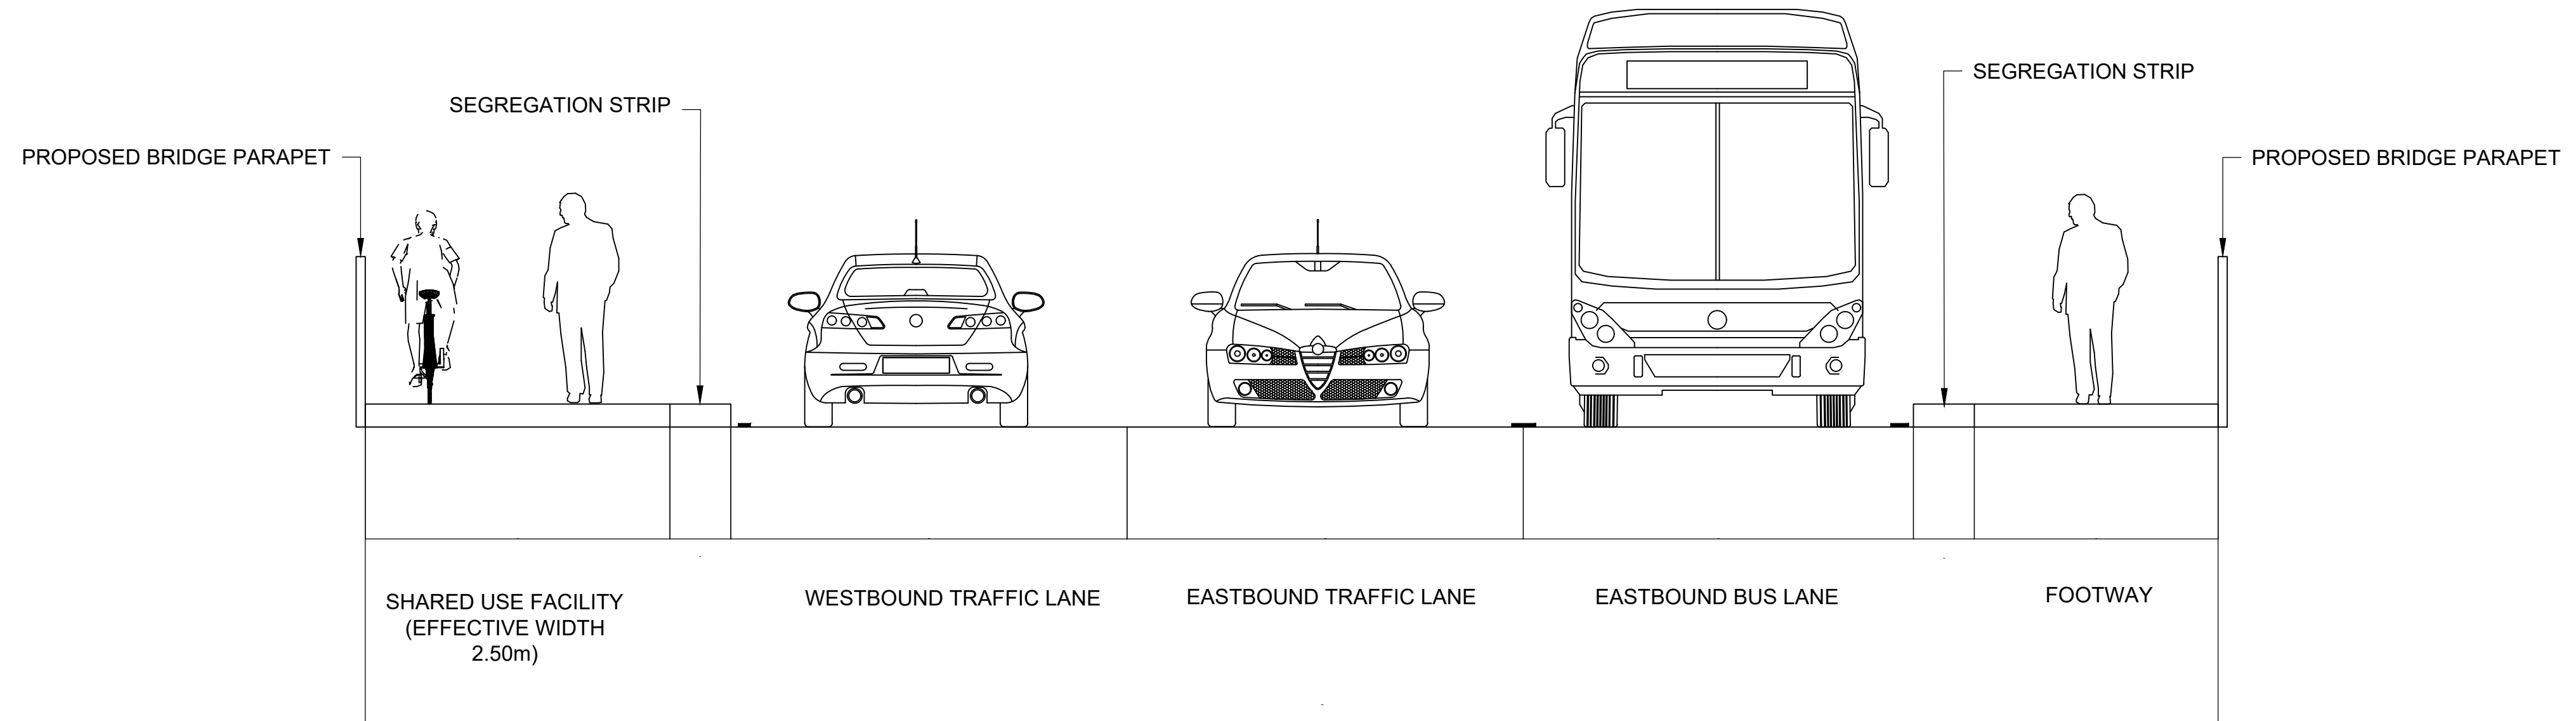 SEGREGATION STRIP
SEGREGATION STRIP
PROPOSED BRIDGE PARAPET
PROPOSED BRIDGE PARAPET
SHARED USE FACILITY
(EFFECTIVE WIDTH
2.50m)
WESTBOUND TRAFFIC LANE
EASTBOUND TRAFFIC LANE
EASTBOUND BUS LANE
FOOTWAY